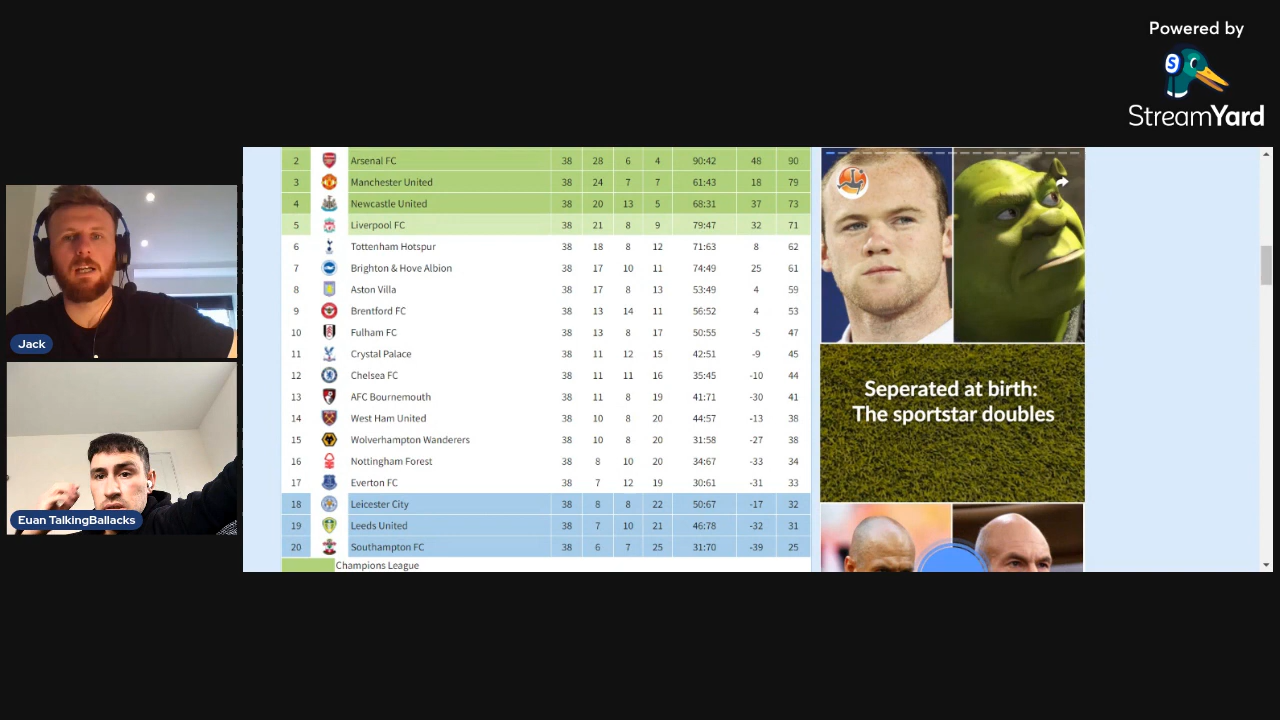 Powered by
S
StreamYard
2 Arsenal FC 38 28 6 4 90:42 48 90
3 Manchester United 38 24 7 7 61:43 18 79
4 Newcastle United 38 20 13 5 68:31 37 73
5 Liverpool FC 38 21 8 9 79:47 32 71
6 Tottenham Hotspur 38 18 8 12 71:63 8 62
7 Brighton & Hove Albion 38 17 10 11 74:49 25 61
8 Aston Villa 38 17 8 13 53:49 4 59
9 Brentford FC 38 13 14 11 56:52 4 53
10 Fulham FC 38 13 8 17 50:55 -5 47
11 Crystal Palace 38 11 12 15 42:51 -9 45
12 Chelsea FC 38 11 11 16 35:45 -10 44
13 AFC Bournemouth 38 11 8 19 41:71 -30 41
14 West Ham United 38 10 8 20 44:57 -13 38
15 Wolverhampton Wanderers 38 10 8 20 31:58 -27 38
16 Nottingham Forest 38 8 10 20 34:67 -33 34
17 Everton FC 38 7 12 19 30:61 -31 33
18 Leicester City 38 8 8 22 50:67 -17 32
19 Leeds United 38 7 10 21 46:78 -32 31
20 Southampton FC 38 6 7 25 31:70 -39 25
Champions League
Seperated at birth:
The sportstar doubles
Jack
Euan TalkingBallacks